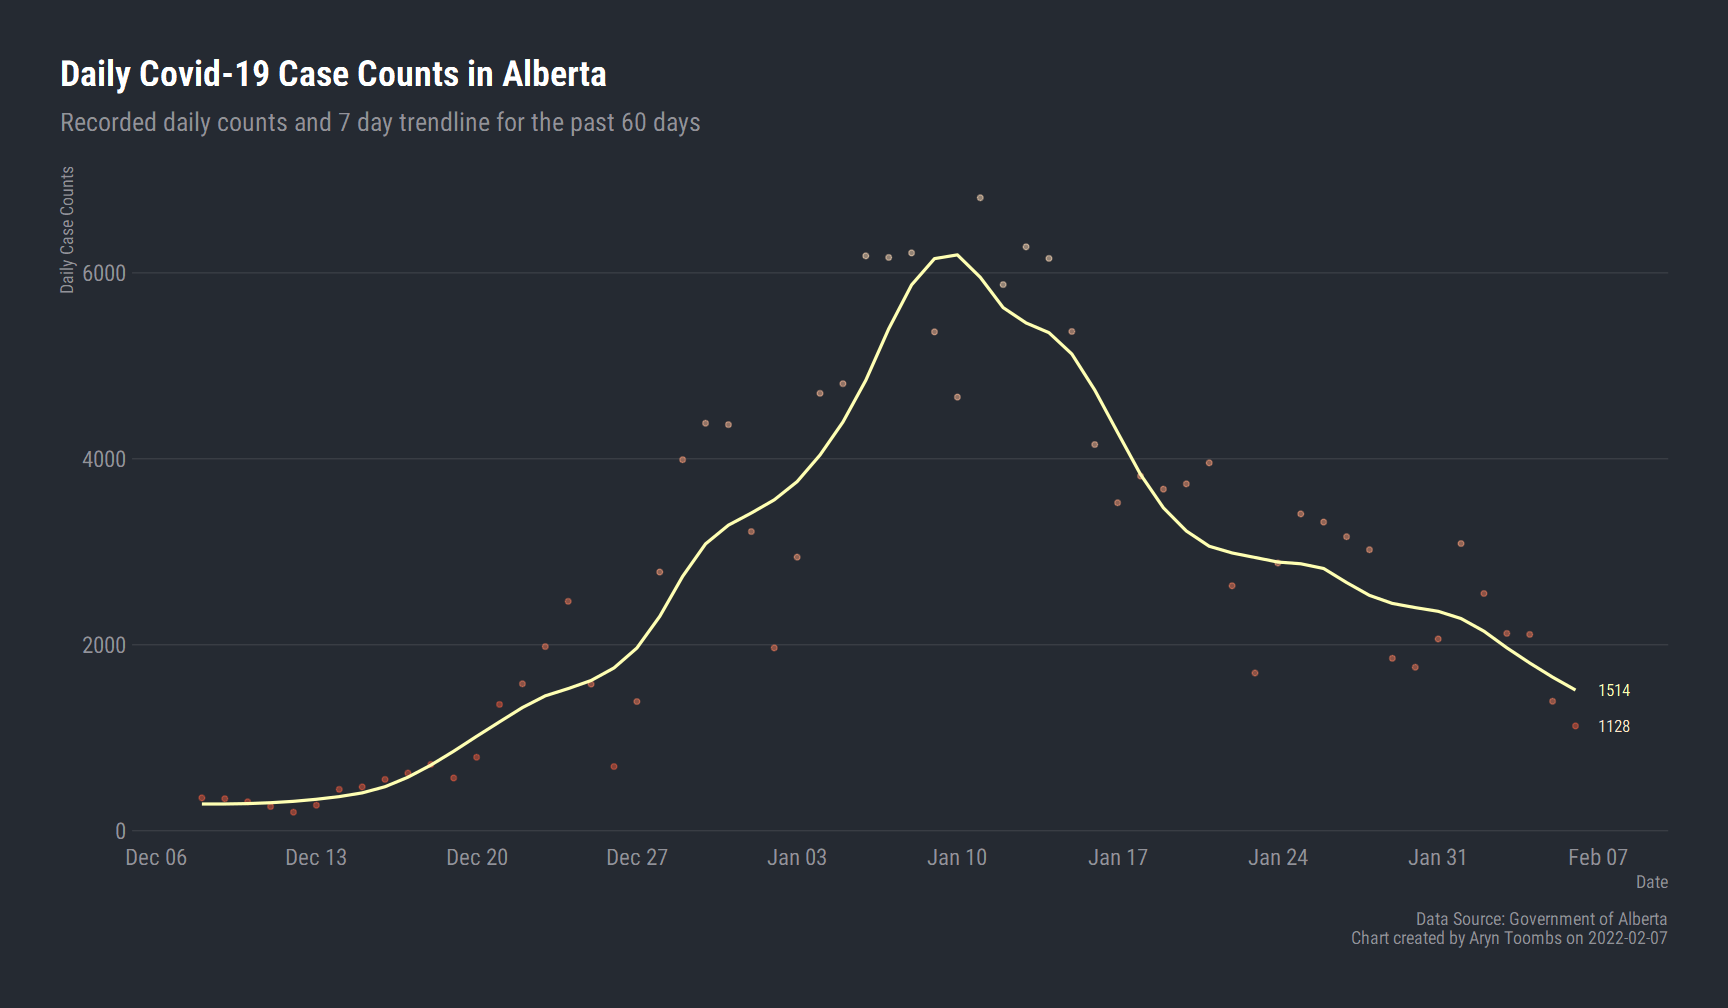 Daily Covid-19 Case Counts in Alberta
Recorded daily counts and 7 day trendline for the past 60 days
Daily Case Counts
6000
4000
2000
0
1514
1128
Dec 06 Dec 13 Dec 20 Dec 27 Jan 03 Jan 10 Jan 17 Jan 24 Jan 31 Feb 07
Date
Data Source: Government of Alberta
Chart created by Aryn Toombs on 2022-02-07